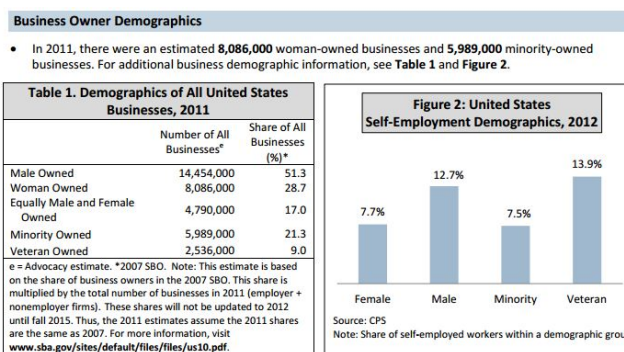 Business Owner Demographics
• In 2011, there were an estimated 8,086,000 woman-owned businesses and 5,989,000 minority-owned
businesses. For additional business demographic information, see Table 1 and Figure 2.
Table 1. Demographics of All United States
Businesses, 2011
Number of All
Businessesᵉ
Share of All
Businesses
(%)*
Male Owned 14,454,000 51.3
Woman Owned 8,086,000 28.7
Equally Male and Female
Owned 4,790,000 17.0
Minority Owned 5,989,000 21.3
Veteran Owned 2,536,000 9.0
e = Advocacy estimate. *2007 SBO. Note: This estimate is based
on the share of business owners in the 2007 SBO. This share is
multiplied by the total number of businesses in 2011 (employer +
nonemployer firms). These shares will not be updated to 2012
until fall 2015. Thus, the 2011 estimates assume the 2011 shares
are the same as 2007. For more information, visit
www.sba.gov/sites/default/files/files/us10.pdf.
Figure 2: United States
Self-Employment Demographics, 2012
7.7%
12.7%
7.5%
13.9%
Female Male Minority Veteran
Source: CPS
Note: Share of self-employed workers within a demographic grou